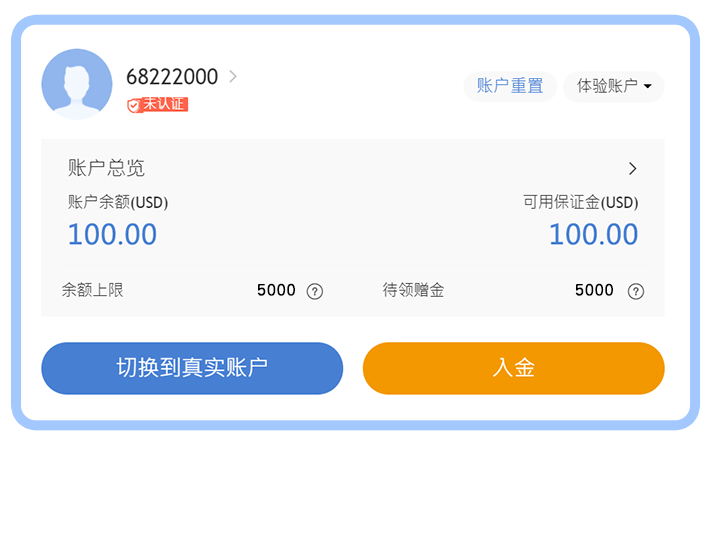 68222000
未认证
账户重置
体验账户
账户总览
账户余额(USD)
可用保证金(USD)
100.00
100.00
余额上限 5000 ?
待领赠金 5000 ?
切换到真实账户
入金